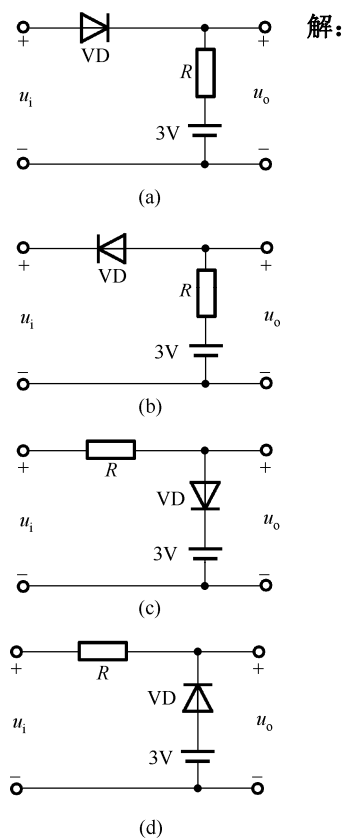 解：
+ VD +
R
u_i u_o
3V
− −
(a)
+ VD +
R
u_i u_o
3V
− −
(b)
+ R +
VD
u_i u_o
3V
− −
(c)
+ R +
VD
u_i u_o
3V
− −
(d)